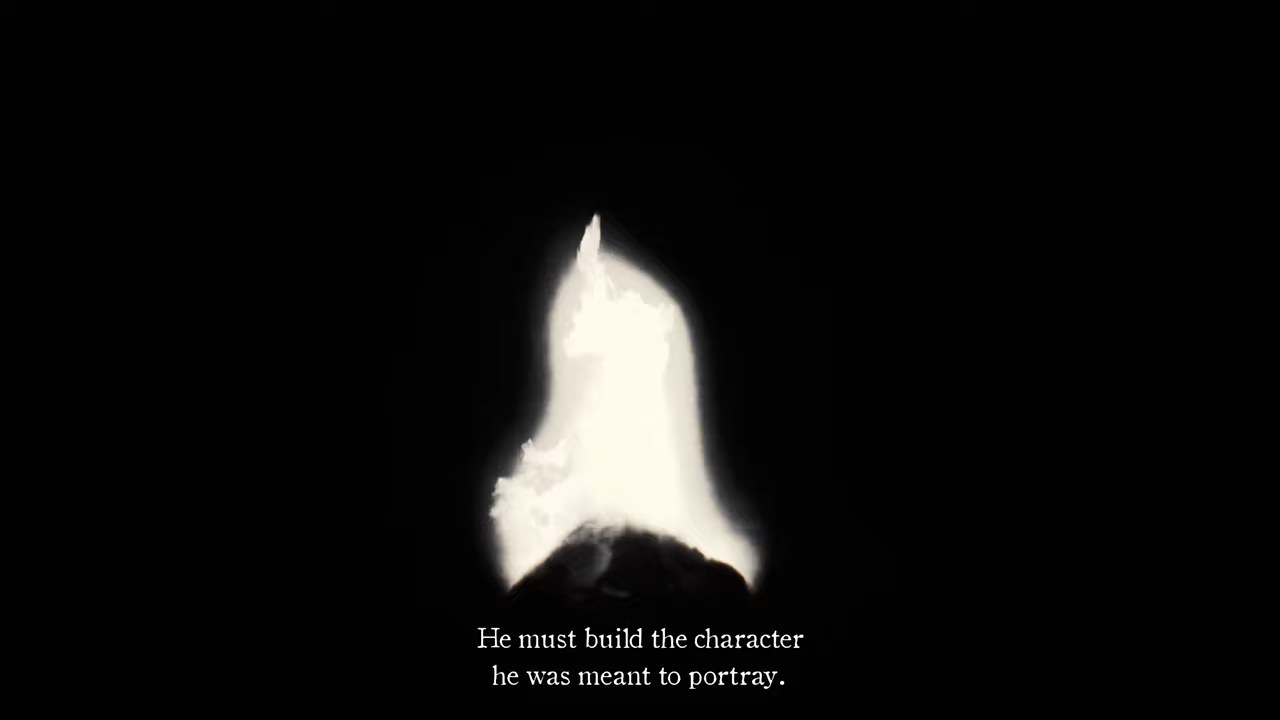 He must build the character
he was meant to portray.